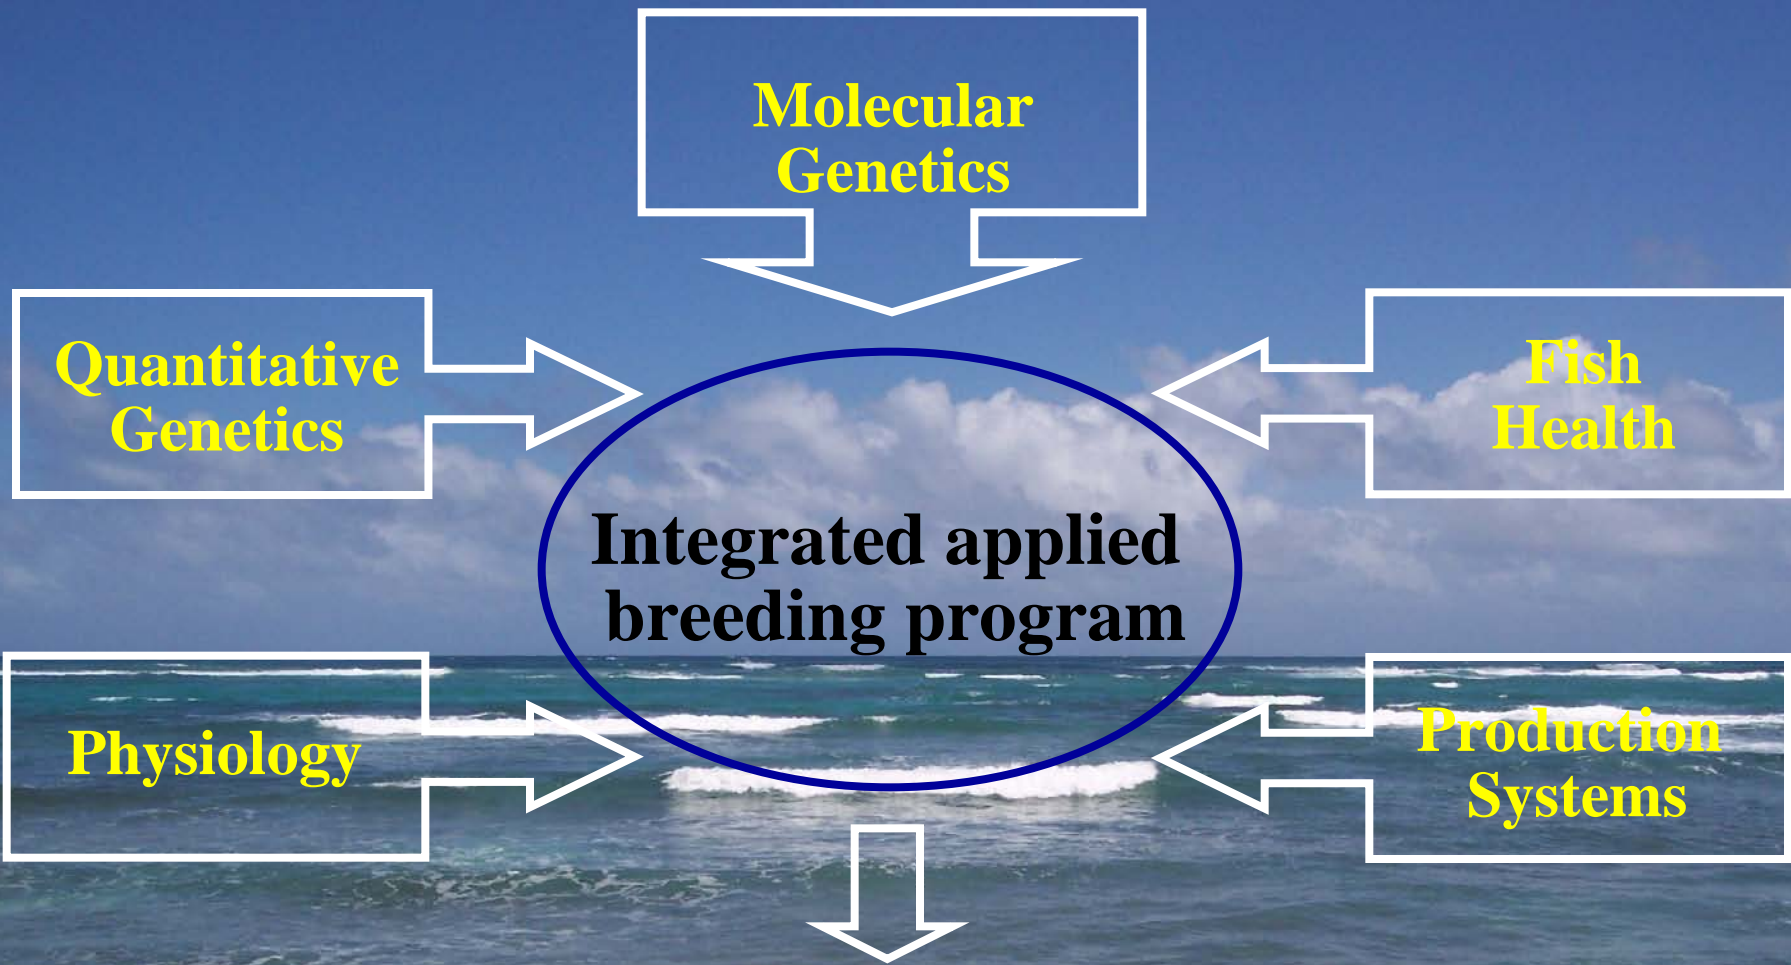 Molecular
Genetics
Quantitative
Genetics
Fish
Health
Integrated applied
breeding program
Physiology
Production
Systems